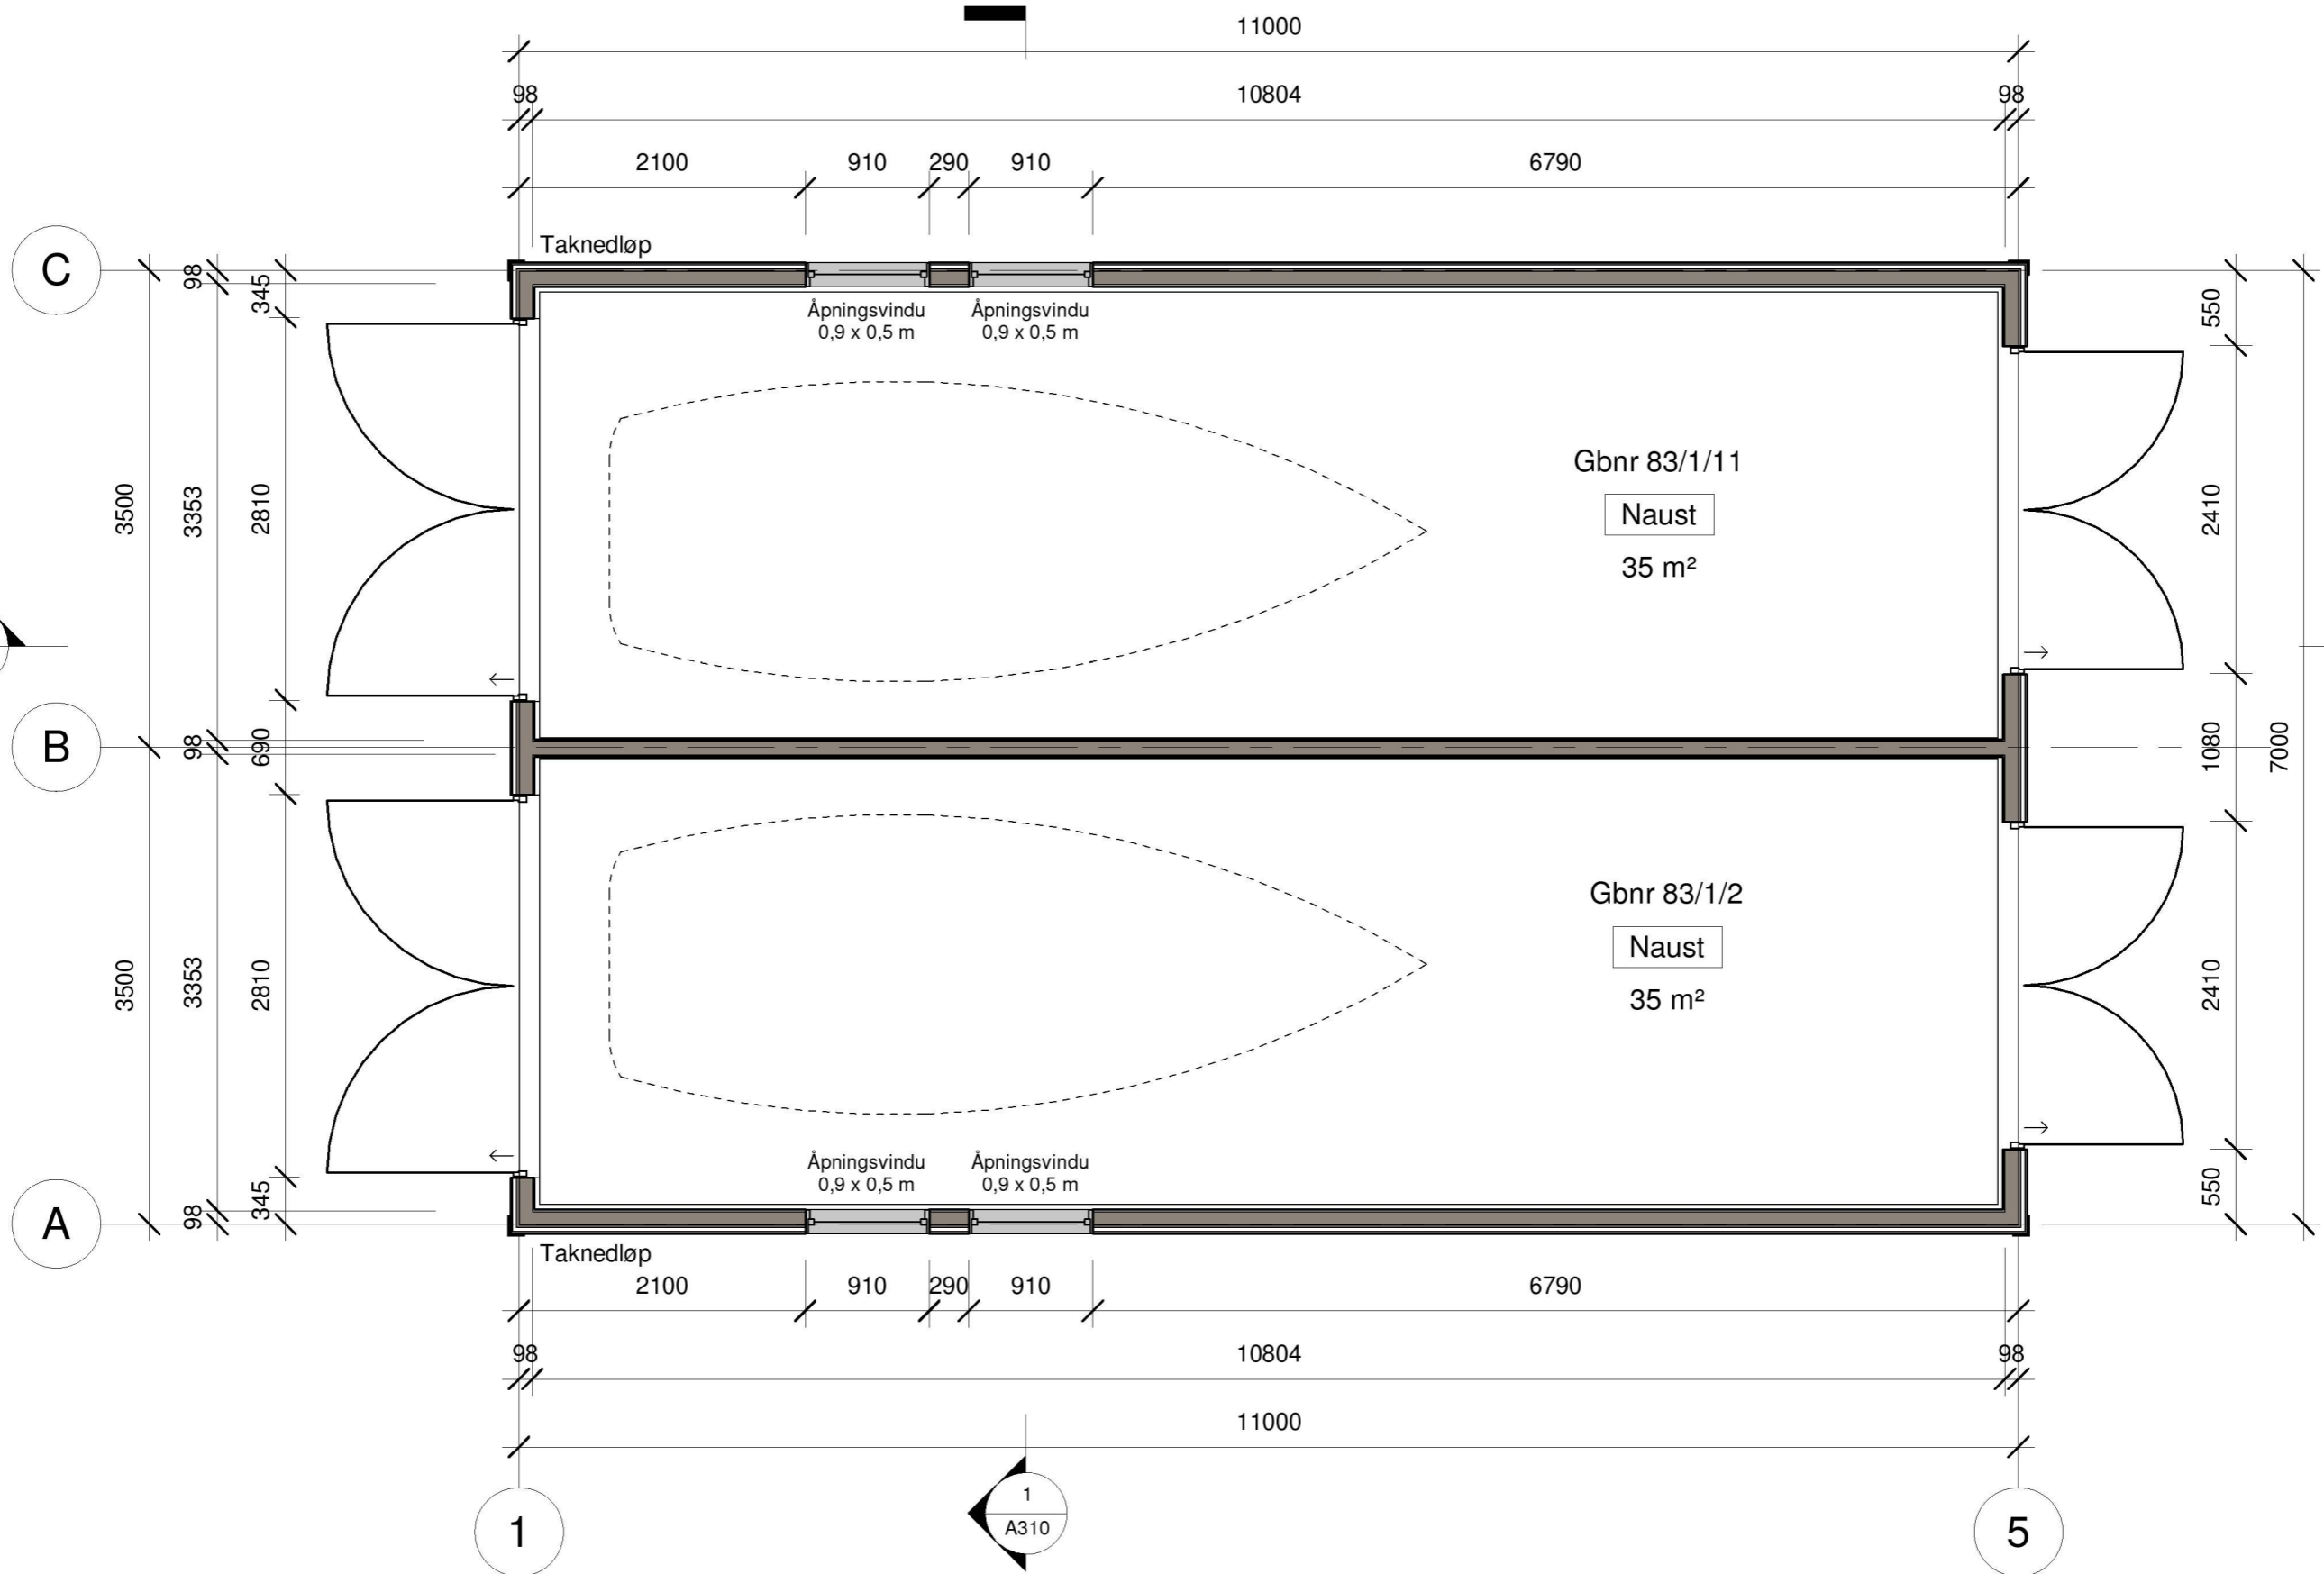 11000
98 10804 98
2100 910 290 910 6790
Taknedløp
C
98
345
550
Åpningsvindu Åpningsvindu
0,9 x 0,5 m 0,9 x 0,5 m
3500 3353 2810
Gbnr 83/1/11
Naust
35 m²
2410
B
98
690
1080
7000
3500 3353 2810
Gbnr 83/1/2
Naust
35 m²
2410
Åpningsvindu Åpningsvindu
0,9 x 0,5 m 0,9 x 0,5 m
A
98
345
550
Taknedløp
2100 910 290 910 6790
98 10804 98
11000
1
1
A310
5